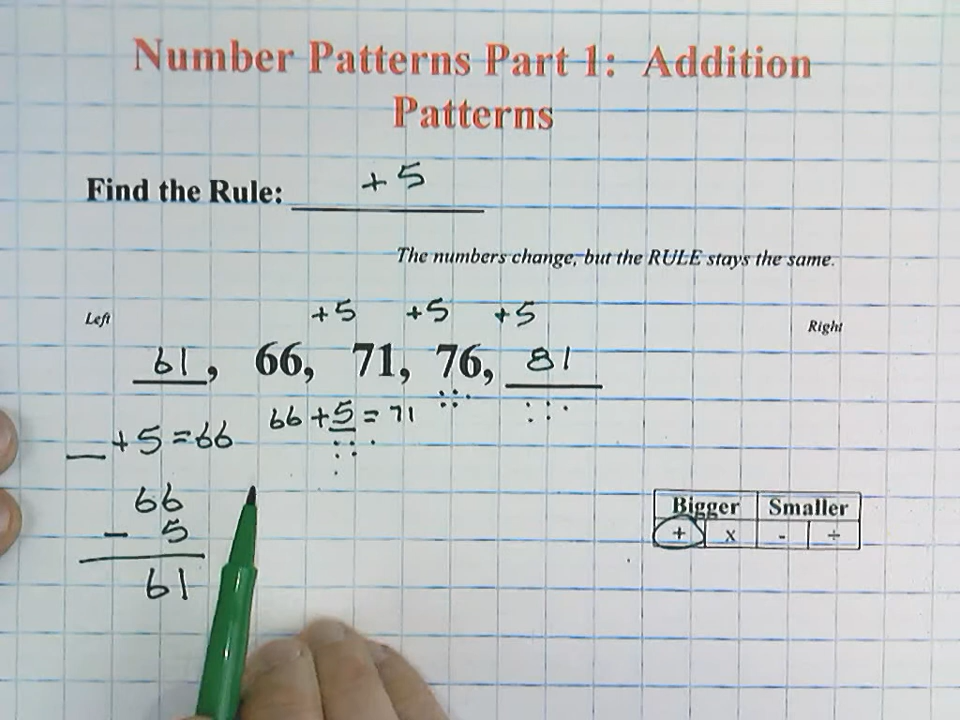 Number Patterns Part 1: Addition
Patterns
Find the Rule: +5
The numbers change, but the RULE stays the same.
+5 +5 +5
Left
Right
61, 66, 71, 76, 81
66 + 5 = 71
_ + 5 = 66
66
- 5
61
Bigger Smaller
+ x - ÷